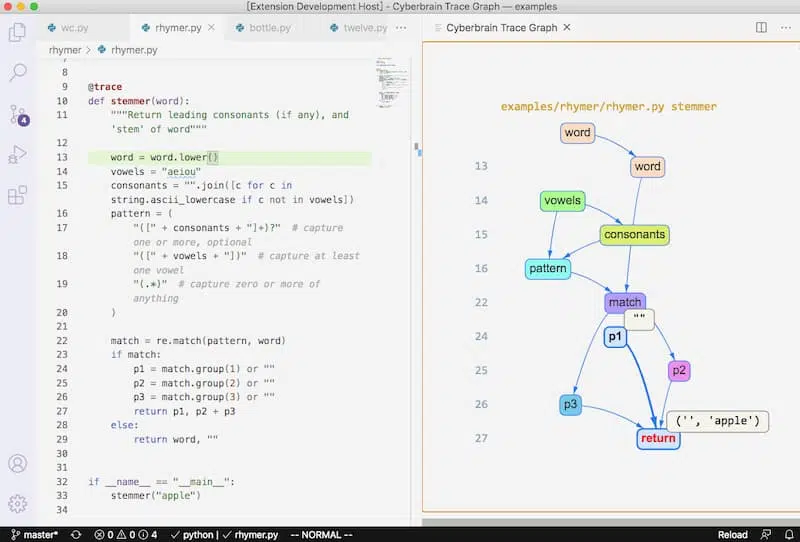 [Extension Development Host] - Cyberbrain Trace Graph — examples
wc.py
rhymer.py
bottle.py
twelve.py
Cyberbrain Trace Graph
rhymer > rhymer.py
7
8
9 @trace
10 def stemmer(word):
11 """Return leading consonants (if any), and
'stem' of word"""
12
13 word = word.lower()
14 vowels = "aeiou"
15 consonants = "".join([c for c in
string.ascii_lowercase if c not in vowels])
16 pattern = (
17 "([" + consonants + "]+)?" # capture
one or more, optional
18 "([" + vowels + "])" # capture at least
one vowel
19 "(.*)" # capture zero or more of
anything
20 )
21
22 match = re.match(pattern, word)
23 if match:
24 p1 = match.group(1) or ""
25 p2 = match.group(2) or ""
26 p3 = match.group(3) or ""
27 return p1, p2 + p3
28 else:
29 return word, ""
30
31
32 if __name__ == "__main__":
33 stemmer("apple")
34
4
examples/rhymer/rhymer.py stemmer
word
13 word
14 vowels
15 consonants
16 pattern
22 match
""
24 p1
25 p2
26 p3
('', 'apple')
27 return
master* 0 0 4 python | rhymer.py -- NORMAL -- Reload